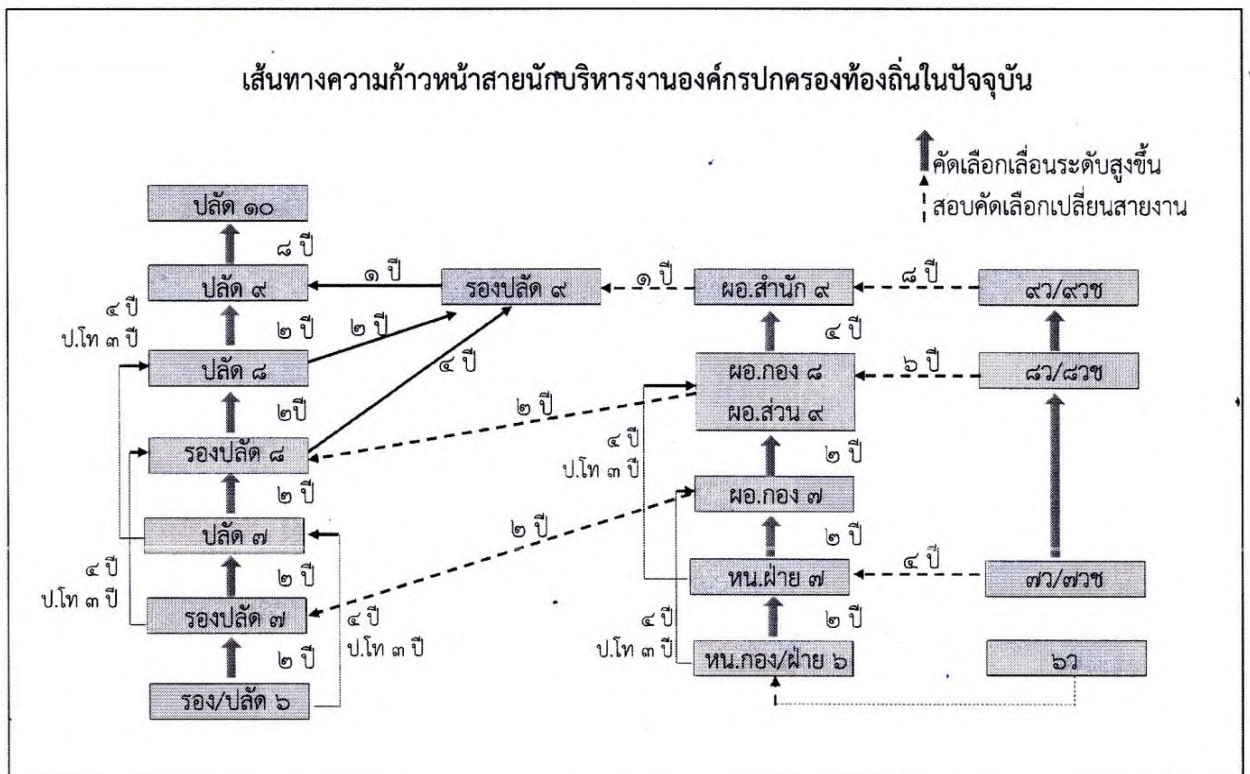 เส้นทางความก้าวหน้าสายนักบริหารงานองค์กรปกครองท้องถิ่นในปัจจุบัน
คัดเลือกเลื่อนระดับสูงขึ้น
สอบคัดเลือกเปลี่ยนสายงาน
ปลัด ๑๐
๘ ปี
ปลัด ๙
๑ ปี
รองปลัด ๙
๑ ปี
ผอ.สำนัก ๙
๘ ปี
๙ว/๙วช
๔ ปี
ป.โท ๓ ปี
๒ ปี
๒ ปี
๔ ปี
๔ ปี
ปลัด ๘
ผอ.กอง ๘
ผอ.ส่วน ๙
๖ ปี
๘ว/๘วช
๒ปี
๒ ปี
รองปลัด ๘
๔ ปี
ป.โท ๓ ปี
๒ ปี
๒ ปี
ผอ.กอง ๗
ปลัด ๗
๒ ปี
๒ ปี
๔ ปี
ป.โท ๓ ปี
๒ ปี
หน.ฝ่าย ๗
๔ ปี
๗ว/๗วช
รองปลัด ๗
๔ ปี
ป.โท ๓ ปี
๔ ปี
ป.โท ๓ ปี
๒ ปี
๒ ปี
หน.กอง/ฝ่าย ๖
๖ว
รอง/ปลัด ๖